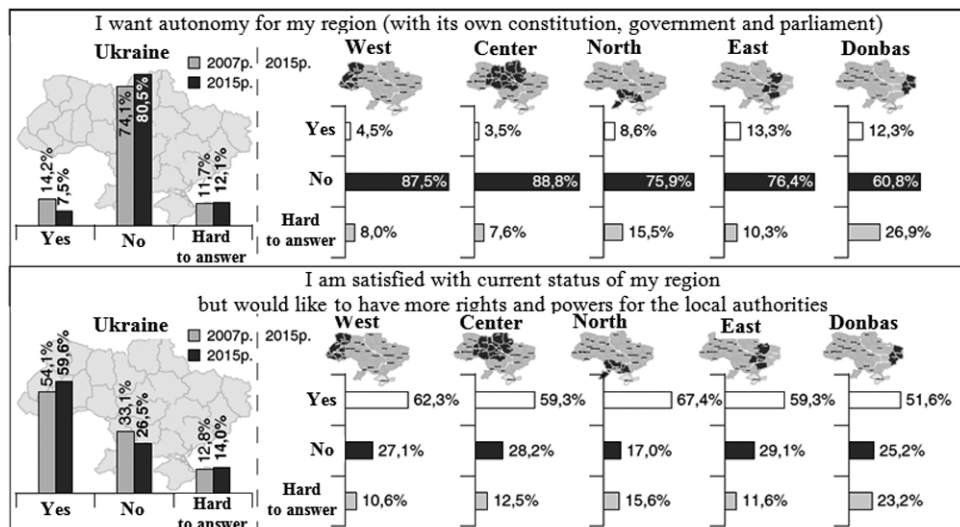 I want autonomy for my region (with its own constitution, government and parliament)
Ukraine
2007р.
2015р.
74,1%
80,5%
14,2%
7,5%
11,7%
12,1%
Yes
No
Hard
to answer
2015р.
West
Center
North
East
Donbas
Yes
4,5%
3,5%
8,6%
13,3%
12,3%
No
87,5%
88,8%
75,9%
76,4%
60,8%
Hard
to answer
8,0%
7,6%
15,5%
10,3%
26,9%
I am satisfied with current status of my region
but would like to have more rights and powers for the local authorities
Ukraine
2007р.
2015р.
54,1%
59,6%
33,1%
26,5%
12,8%
14,0%
Yes
No
Hard
to answer
2015р.
West
Center
North
East
Donbas
Yes
62,3%
59,3%
67,4%
59,3%
51,6%
No
27,1%
28,2%
17,0%
29,1%
25,2%
Hard
to answer
10,6%
12,5%
15,6%
11,6%
23,2%